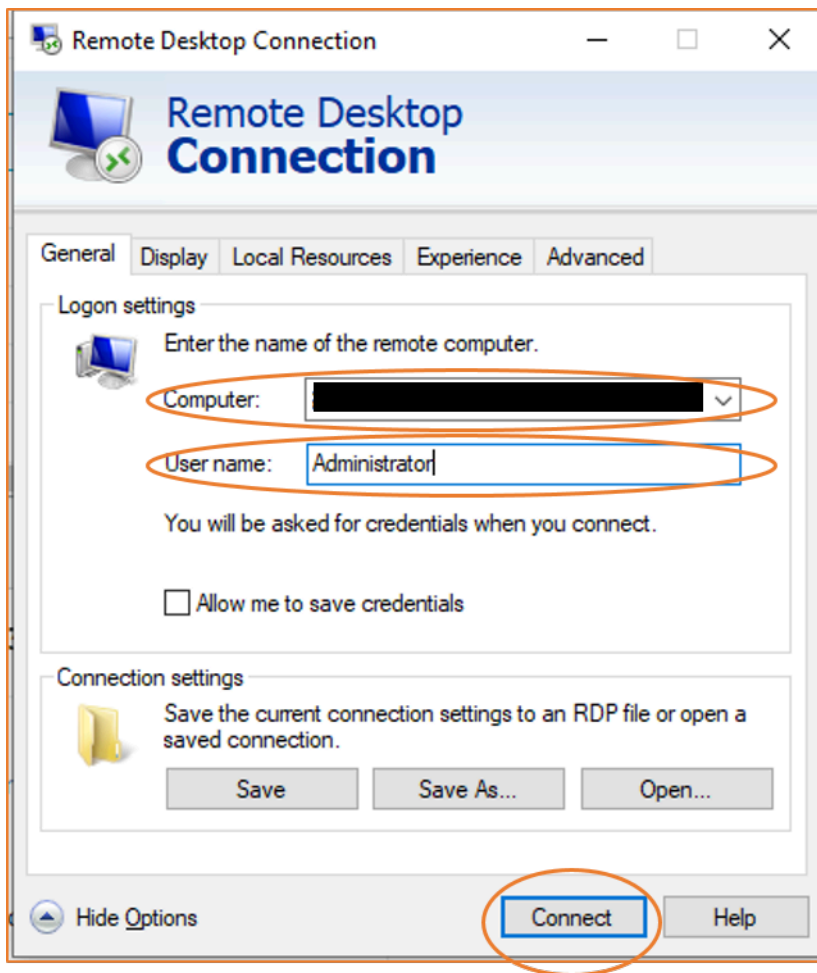 Remote Desktop Connection
Remote Desktop
Connection
General Display Local Resources Experience Advanced
Logon settings
Enter the name of the remote computer.
Computer:
User name: Administrator
You will be asked for credentials when you connect.
Allow me to save credentials
Connection settings
Save the current connection settings to an RDP file or open a
saved connection.
Save Save As... Open...
Hide Options Connect Help